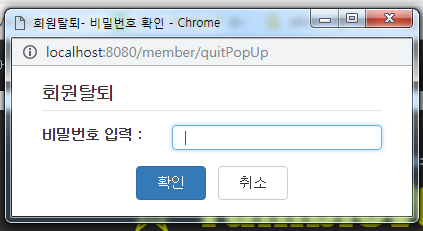 회원탈퇴- 비밀번호 확인 - Chrome
localhost:8080/member/quitPopUp
회원탈퇴
비밀번호 입력 :
확인 취소